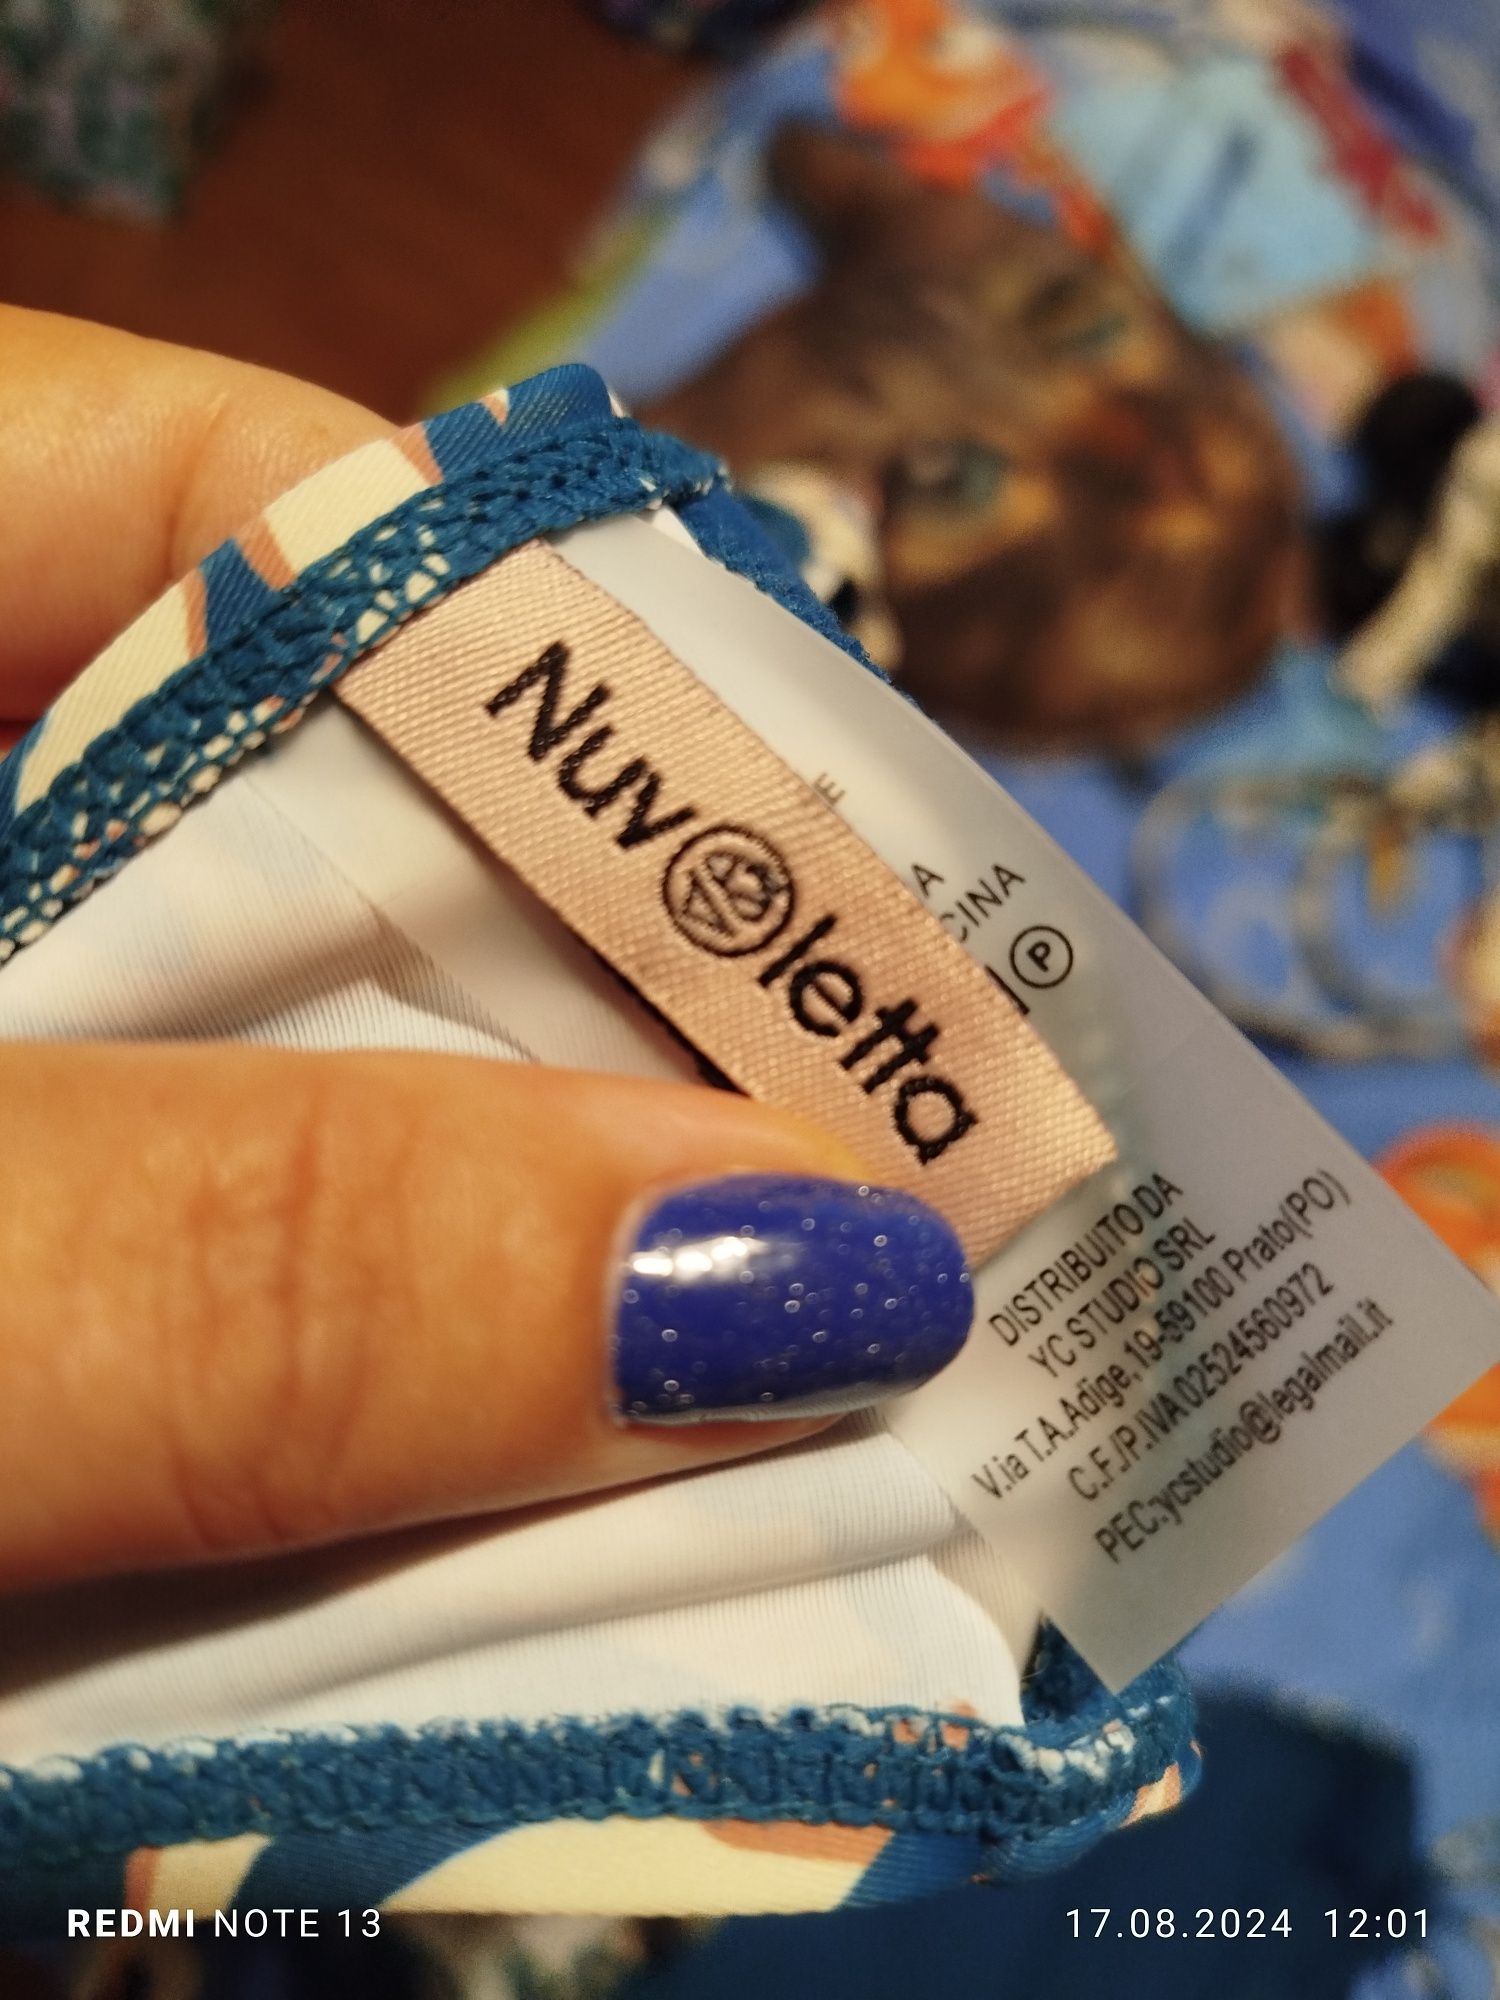 Nuvoletta
E
A
CINA
P
DISTRIBUITO DA
YC STUDIO SRL
V.ia T.A.Adige, 19-59100 Prato(PO)
C.F./P.IVA 02524560972
PEC:ycstudio@legalmail.it
REDMI NOTE 13
17.08.2024 12:01